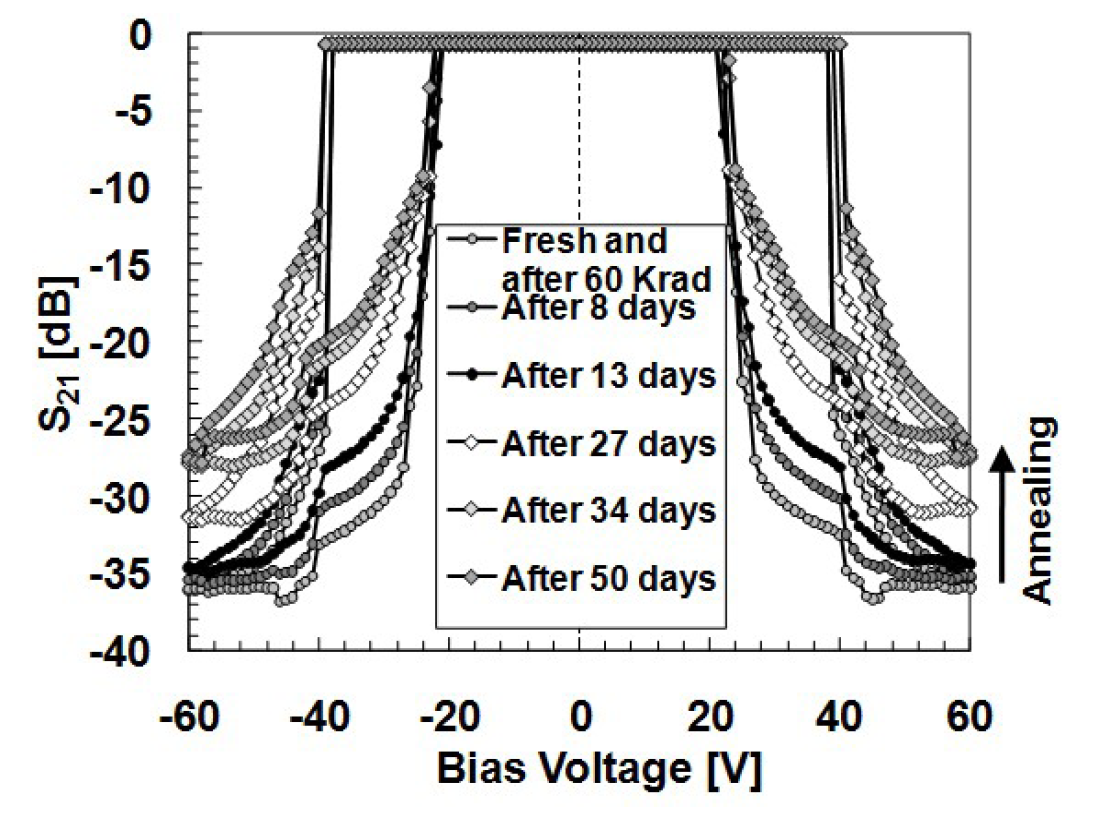 0
-5
-10
-15
-20
-25
-30
-35
-40
S21 [dB]
Fresh and
after 60 Krad
After 8 days
After 13 days
After 27 days
After 34 days
After 50 days
Annealing
-60 -40 -20 0 20 40 60
Bias Voltage [V]